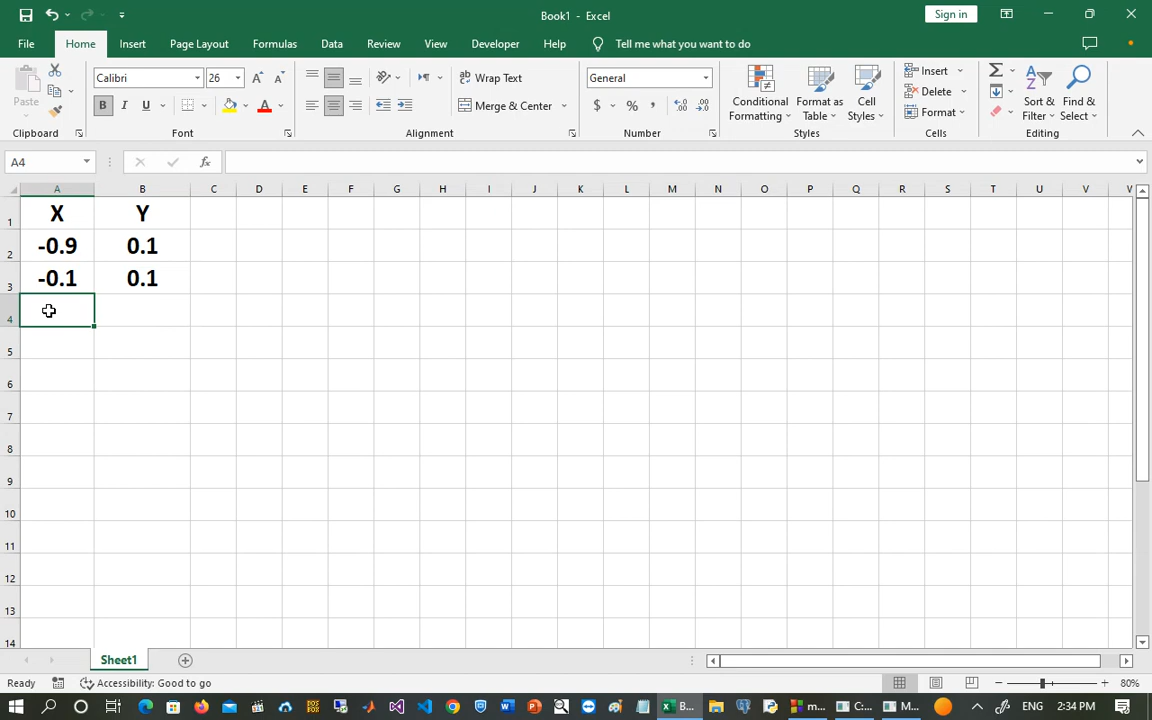 Book1 - Excel
Sign in
File Home Insert Page Layout Formulas Data Review View Developer Help Tell me what you want to do
Paste
Calibri 26
B I U
Wrap Text
Merge & Center
General
$ %
Conditional Formatting
Format as Table
Cell Styles
Insert
Delete
Format
Sort & Filter
Find & Select
Clipboard Font Alignment Number Styles Cells Editing
A4 fx
A B C D E F G H I J K L M N O P Q R S T U V
1 X Y
2 -0.9 0.1
3 -0.1 0.1
4
5
6
7
8
9
10
11
12
13
14
Sheet1
Ready Accessibility: Good to go 80%
B... m... C:... M... ENG 2:34 PM